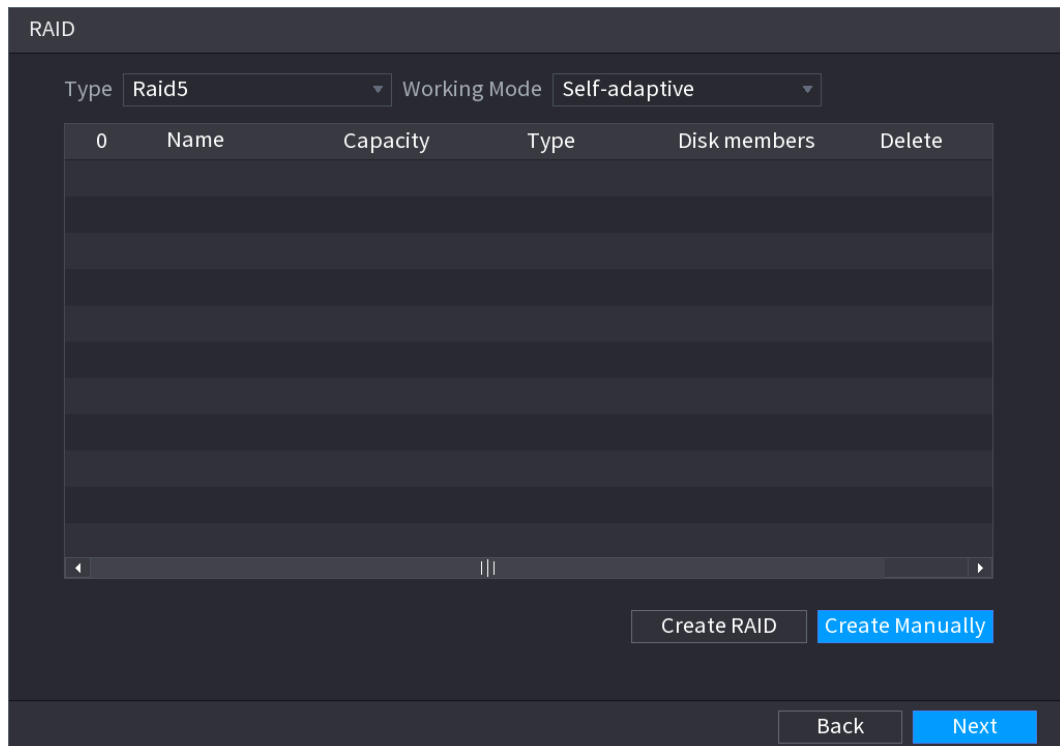 RAID
Type Raid5 Working Mode Self-adaptive
0 Name Capacity Type Disk members Delete
Create RAID Create Manually
Back Next